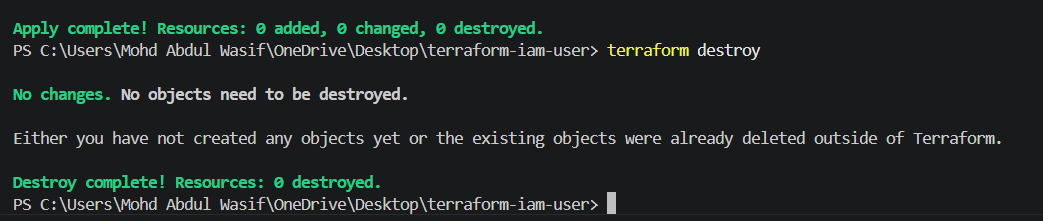 Apply complete! Resources: 0 added, 0 changed, 0 destroyed.
PS C:\Users\Mohd Abdul Wasif\OneDrive\Desktop\terraform-iam-user> terraform destroy
No changes. No objects need to be destroyed.
Either you have not created any objects yet or the existing objects were already deleted outside of Terraform.
Destroy complete! Resources: 0 destroyed.
PS C:\Users\Mohd Abdul Wasif\OneDrive\Desktop\terraform-iam-user>